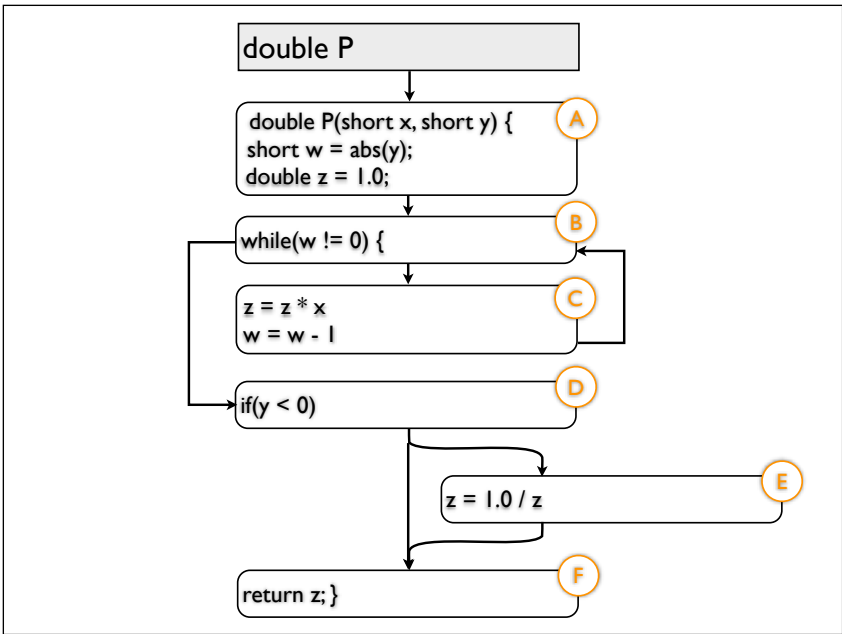 double P
double P(short x, short y) {
A
short w = abs(y);
double z = 1.0;
B
while(w != 0) {
C
z = z * x
w = w - 1
D
if(y < 0)
E
z = 1.0 / z
F
return z; }